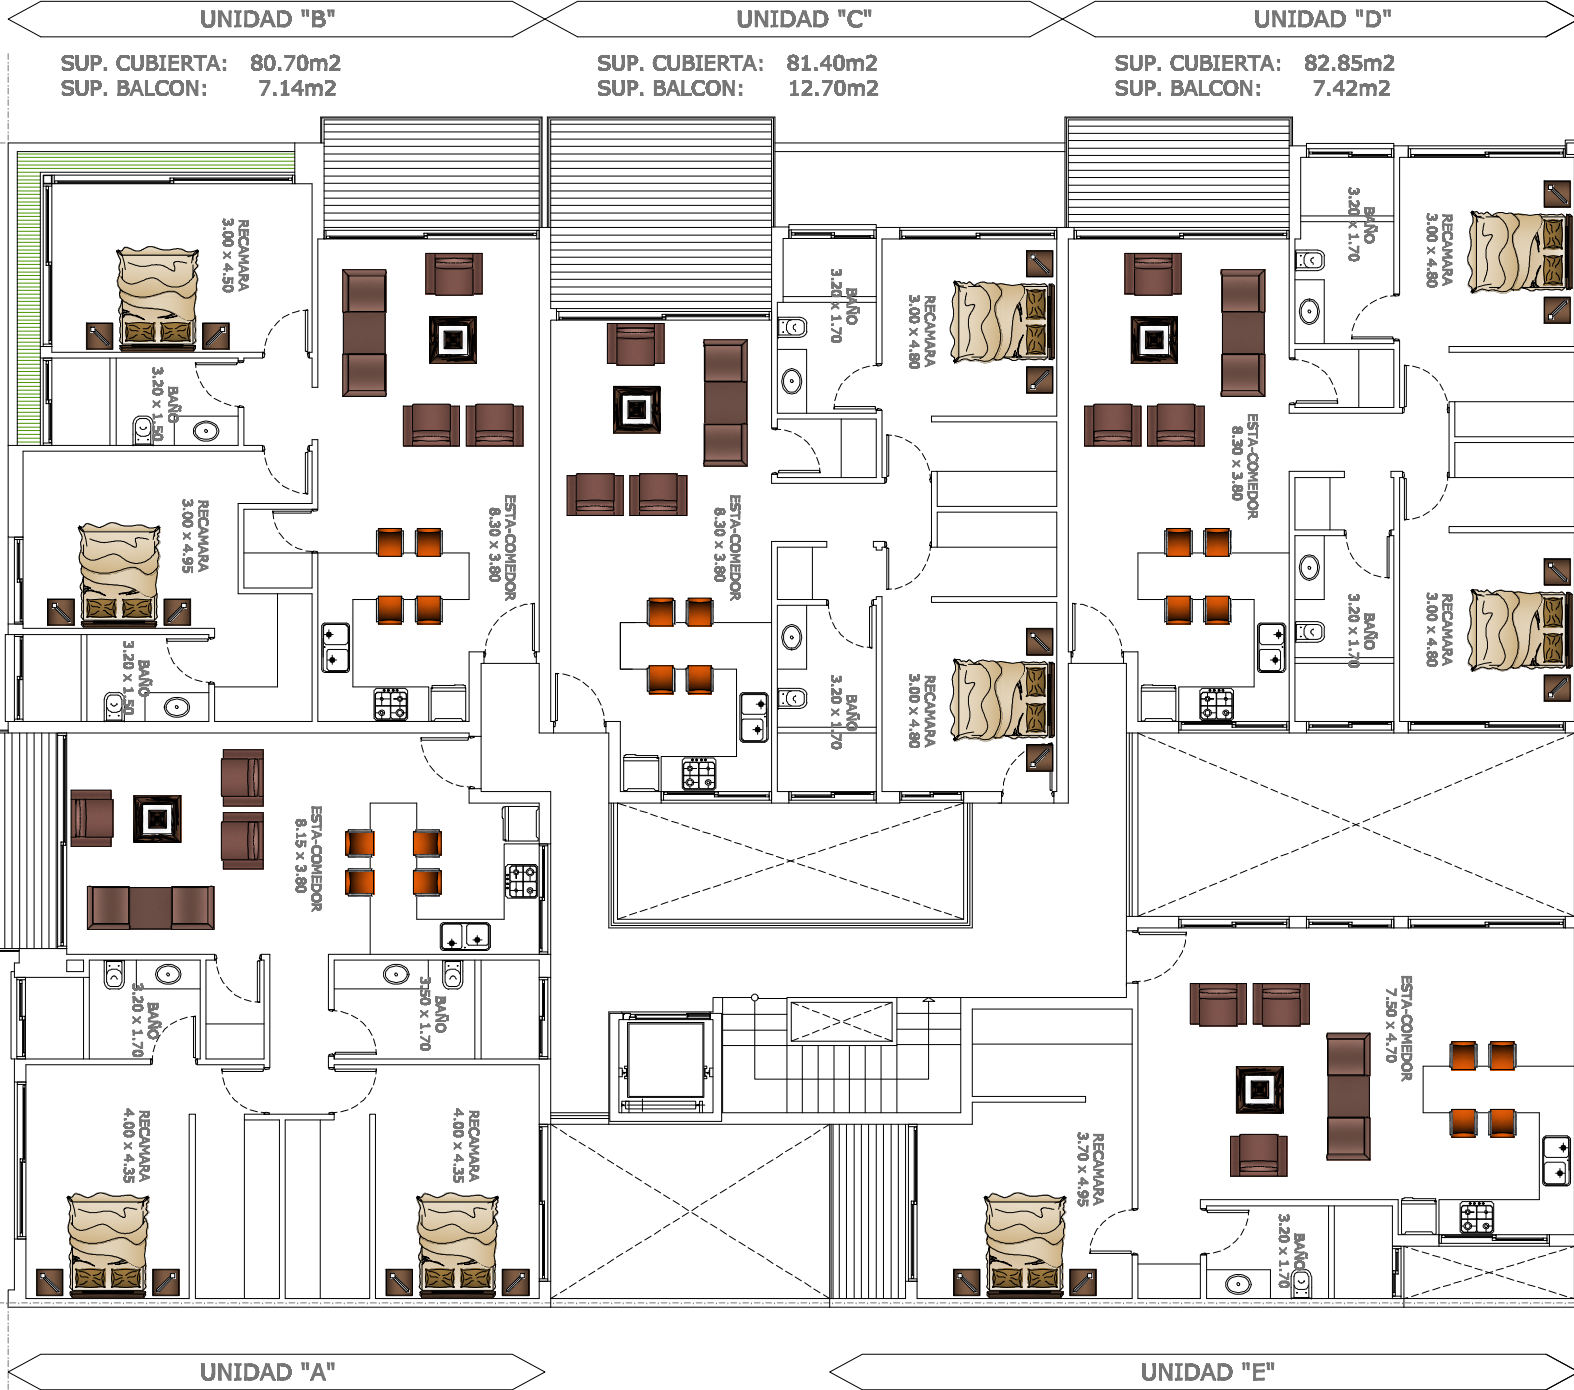 UNIDAD "B"
UNIDAD "C"
UNIDAD "D"
SUP. CUBIERTA: 80.70m2
SUP. BALCON: 7.14m2
SUP. CUBIERTA: 81.40m2
SUP. BALCON: 12.70m2
SUP. CUBIERTA: 82.85m2
SUP. BALCON: 7.42m2
RECAMARA
3.00 x 4.50
BAÑO
3.20 x 1.50
RECAMARA
3.00 x 4.95
BAÑO
3.20 x 1.50
ESTA-COMEDOR
8.30 x 3.80
ESTA-COMEDOR
8.30 x 3.80
BAÑO
3.20 x 1.70
RECAMARA
3.00 x 4.80
BAÑO
3.20 x 1.70
RECAMARA
3.00 x 4.80
ESTA-COMEDOR
8.30 x 3.80
BAÑO
3.20 x 1.70
RECAMARA
3.00 x 4.80
BAÑO
3.20 x 1.70
RECAMARA
3.00 x 4.80
ESTA-COMEDOR
8.15 x 3.80
BAÑO
3.20 x 1.70
BAÑO
3.50 x 1.70
RECAMARA
4.00 x 4.35
RECAMARA
4.00 x 4.35
ESTA-COMEDOR
7.50 x 4.70
RECAMARA
3.70 x 4.95
BAÑO
3.20 x 1.70
UNIDAD "A"
UNIDAD "E"